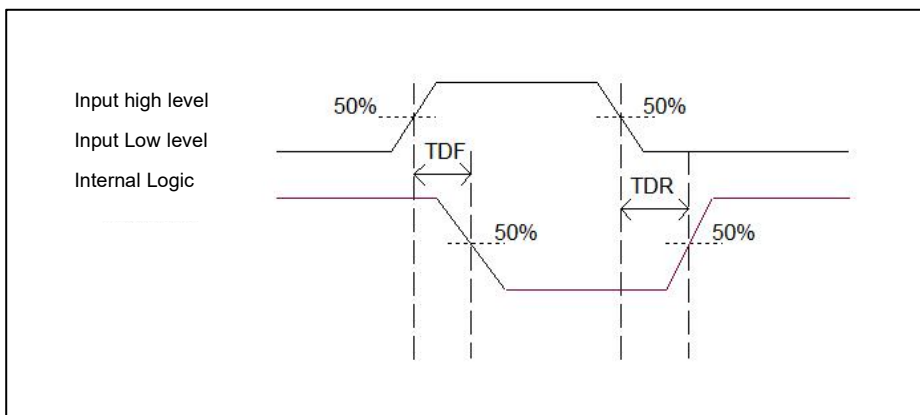 Input high level
50%
50%
Input Low level
TDF
Internal Logic
TDR
50%
50%